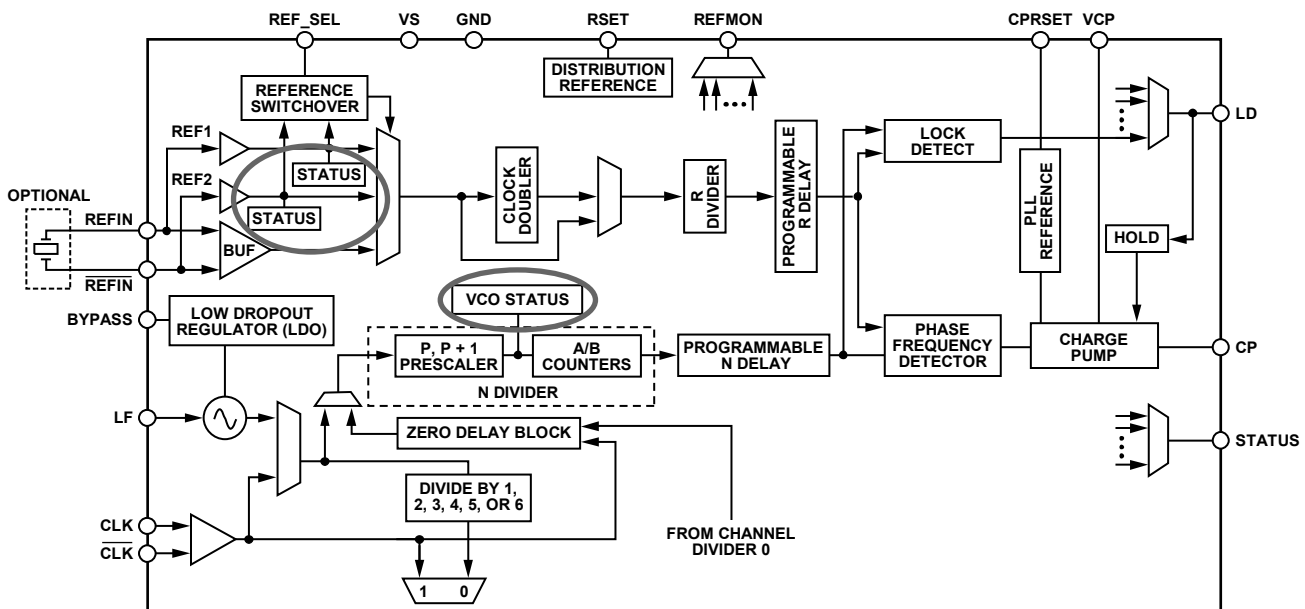 REF_SEL
VS
GND
RSET
REFMON
CPRSET
VCP
REFERENCE
SWITCHOVER
DISTRIBUTION
REFERENCE
LD
REF1
STATUS
REF2
STATUS
BUF
OPTIONAL
REFIN
REFIN
CLOCK
DOUBLER
R
DIVIDER
PROGRAMMABLE
R DELAY
LOCK
DETECT
PLL
REFERENCE
HOLD
BYPASS
LOW DROPOUT
REGULATOR (LDO)
VCO STATUS
P, P + 1
PRESCALER
A/B
COUNTERS
N DIVIDER
PROGRAMMABLE
N DELAY
PHASE
FREQUENCY
DETECTOR
CHARGE
PUMP
CP
LF
ZERO DELAY BLOCK
STATUS
DIVIDE BY 1,
2, 3, 4, 5, OR 6
CLK
CLK
FROM CHANNEL
DIVIDER 0
1 0